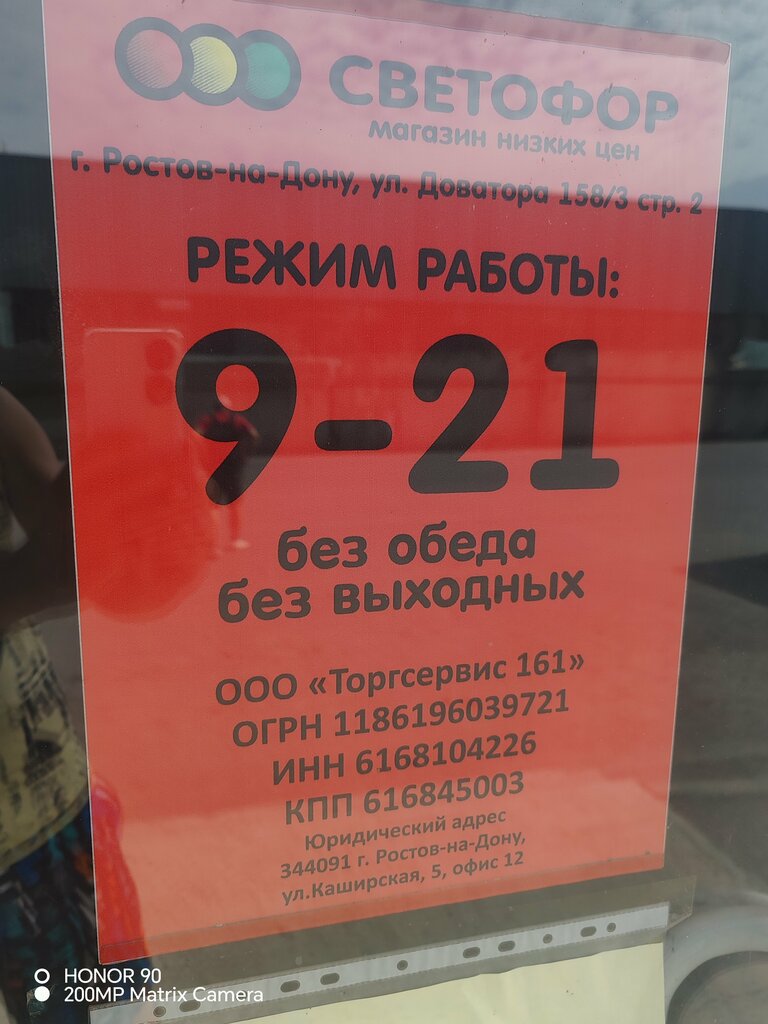 СВЕТОФОР
магазин низких цен
г. Ростов-на-Дону, ул. Доватора 158/3 стр. 2
РЕЖИМ РАБОТЫ:
9-21
без обеда
без выходных
ООО «Торгсервис 161»
ОГРН 1186196039721
ИНН 6168104226
КПП 616845003
Юридический адрес
344091 г. Ростов-на-Дону,
ул.Каширская, 5, офис 12
HONOR 90
200MP Matrix Camera